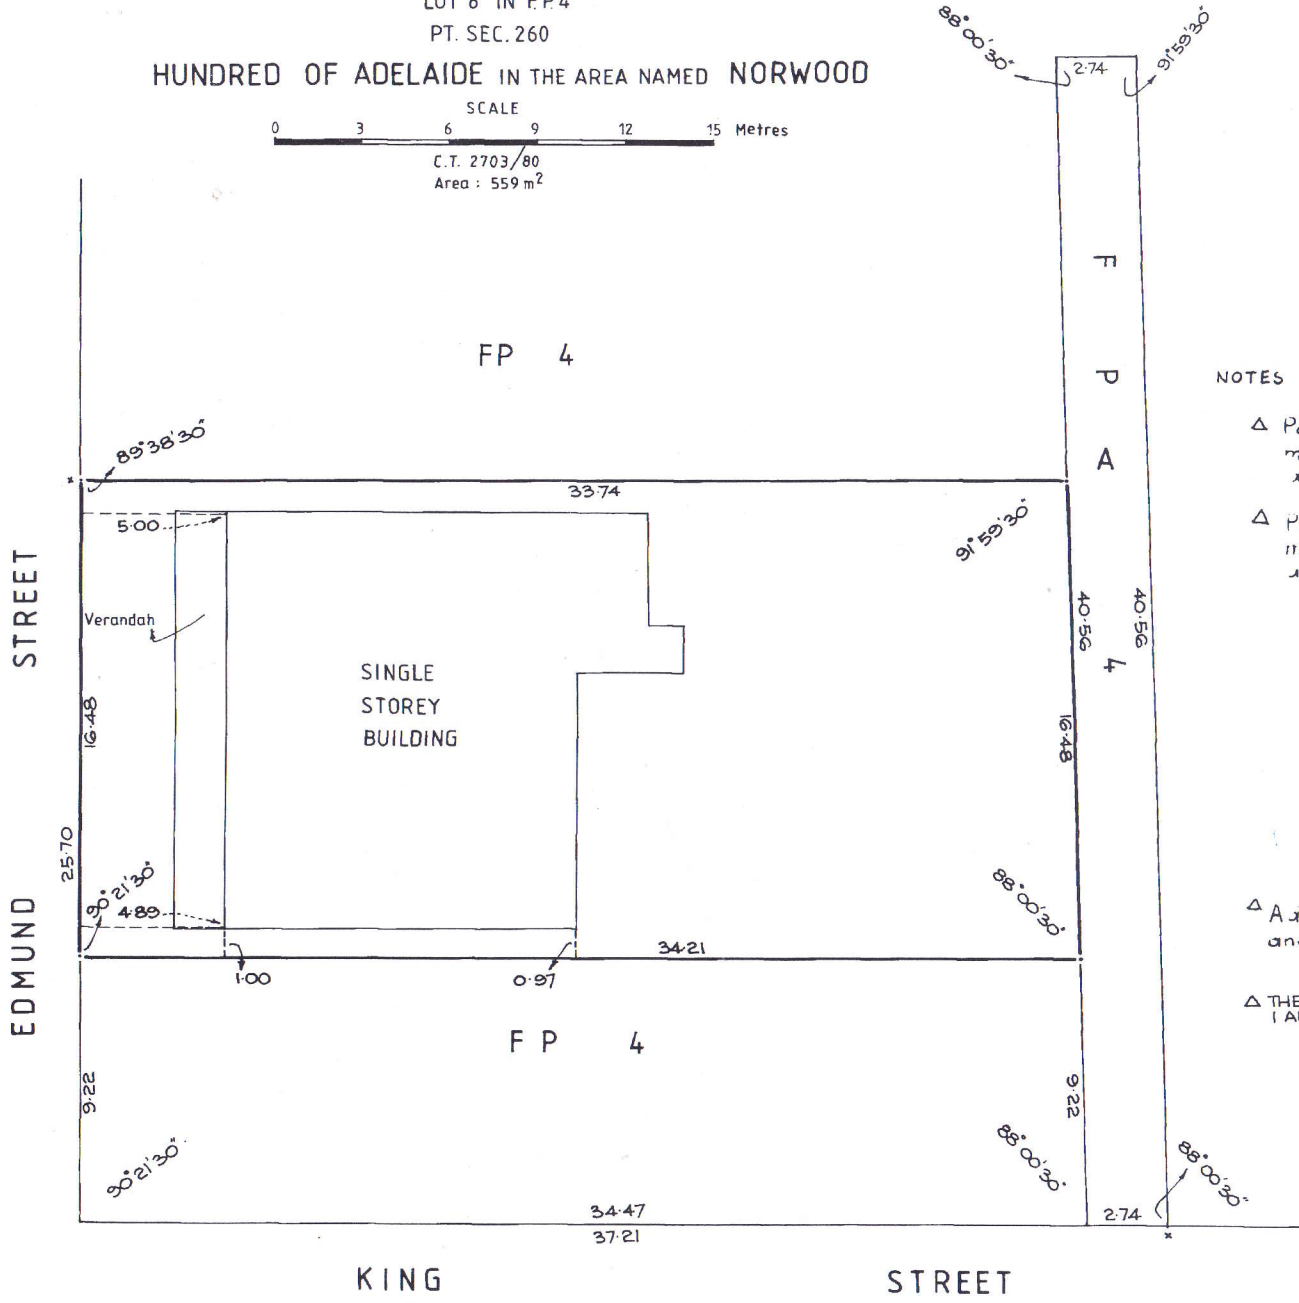 LOT 6 IN F.P.4
PT. SEC. 260
HUNDRED OF ADELAIDE IN THE AREA NAMED NORWOOD
SCALE
0 3 6 9 12 15 Metres
C.T. 2703/80
Area : 559 m²
88°00'30"
91°59'30"
2.74
F P A 4
FP 4
NOTES
89°38'30"
33.74
5.00
91°59'30"
Verandah
40.56
40.56
SINGLE
STOREY
BUILDING
16.48
16.48
25.70
90°21'30"
4.89
88°00'30"
34.21
1.00
0.97
EDMUND STREET
FP 4
THE
9.22
9.22
90°21'30"
88°00'30"
88°00'30"
34.47
2.74
37.21
KING STREET